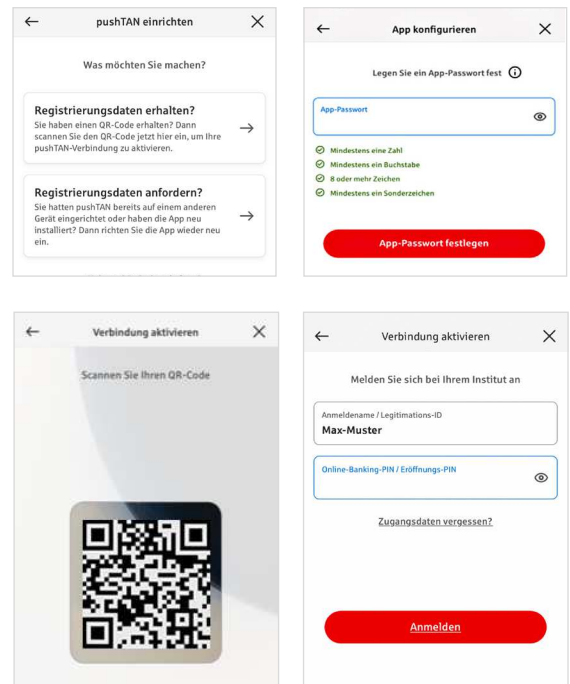 pushTAN einrichten
Was möchten Sie machen?
Registrierungsdaten erhalten?
Sie haben einen QR-Code erhalten? Dann
scannen Sie den QR-Code jetzt hier ein, um Ihre
pushTAN-Verbindung zu aktivieren.
Registrierungsdaten anfordern?
Sie hatten pushTAN bereits auf einem anderen
Gerät eingerichtet oder haben die App neu
installiert? Dann richten Sie die App wieder neu
ein.
App konfigurieren
Legen Sie ein App-Passwort fest
App-Passwort
Mindestens eine Zahl
Mindestens ein Buchstabe
8 oder mehr Zeichen
Mindestens ein Sonderzeichen
App-Passwort festlegen
Verbindung aktivieren
Scannen Sie Ihren QR-Code
Verbindung aktivieren
Melden Sie sich bei Ihrem Institut an
Anmeldename / Legitimations-ID
Max-Muster
Online-Banking-PIN / Eröffnungs-PIN
Zugangsdaten vergessen?
Anmelden